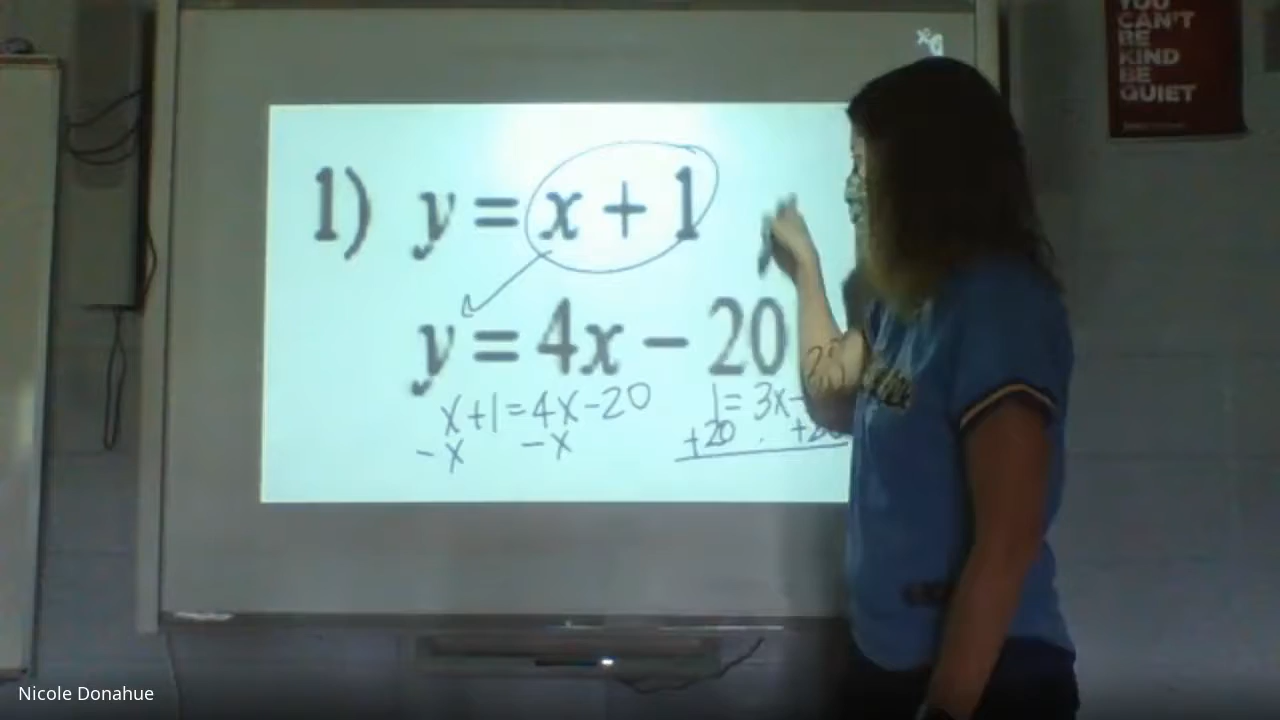 YOU
CAN'T
BE
KIND
BE
QUIET
1) y = x + 1
y = 4x − 20
x+1=4x-20
-x -x
1= 3x-
+20 +20
Nicole Donahue